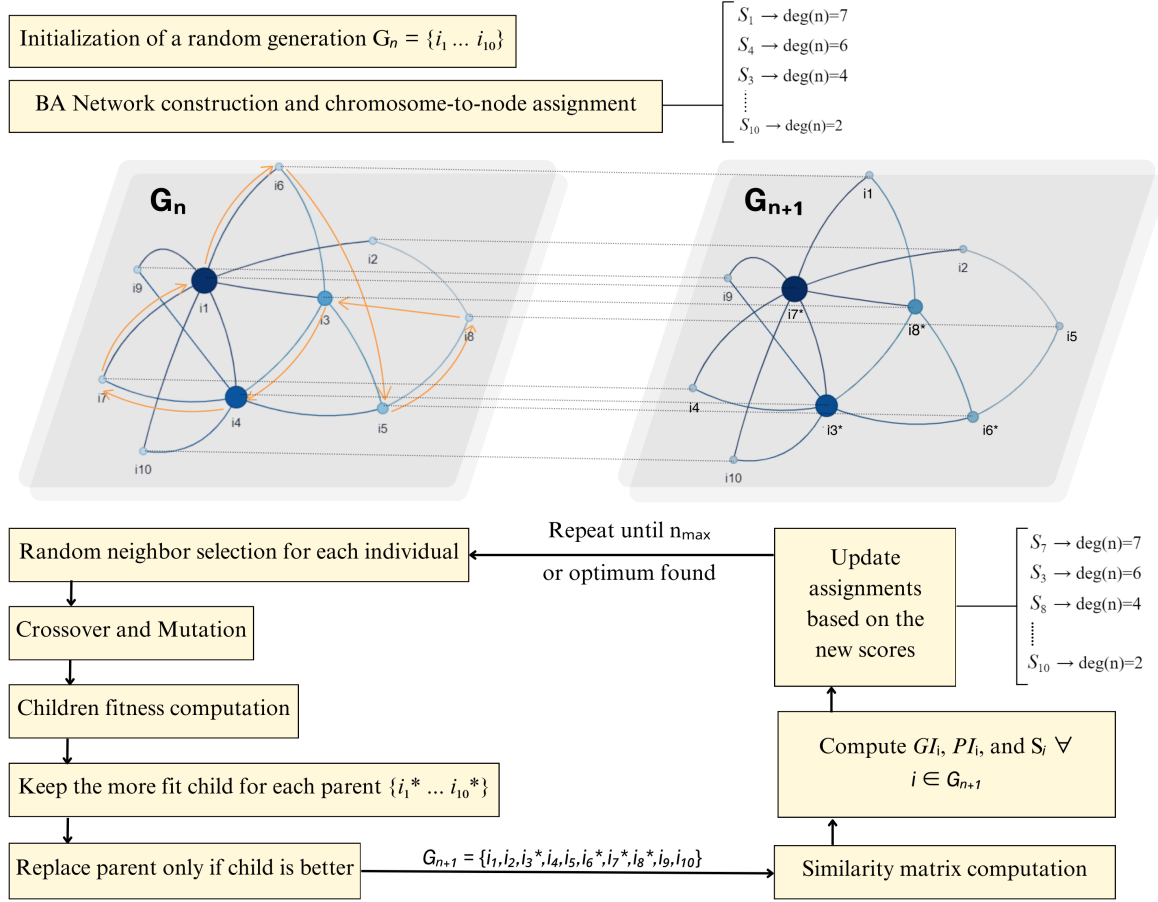 Initialization of a random generation Gₙ = {i₁ ... i₁₀}
BA Network construction and chromosome-to-node assignment
S₁ → deg(n)=7
S₄ → deg(n)=6
S₃ → deg(n)=4
S₁₀ → deg(n)=2
Gₙ
i6
i2
i9
i1
i3
i8
i7
i4
i5
i10
Gₙ₊₁
i1
i2
i9
i7*
i8*
i5
i4
i3*
i6*
i10
Random neighbor selection for each individual
Crossover and Mutation
Children fitness computation
Keep the more fit child for each parent {i₁* ... i₁₀*}
Replace parent only if child is better
Gₙ₊₁ = {i₁,i₂,i₃*,i₄,i₅,i₆*,i₇*,i₈*,i₉,i₁₀}
Similarity matrix computation
Compute GIᵢ, PIᵢ, and Sᵢ ∀
i ∈ Gₙ₊₁
Update
assignments
based on the
new scores
S₇ → deg(n)=7
S₃ → deg(n)=6
S₈ → deg(n)=4
S₁₀ → deg(n)=2
Repeat until nₘₐₓ
or optimum found